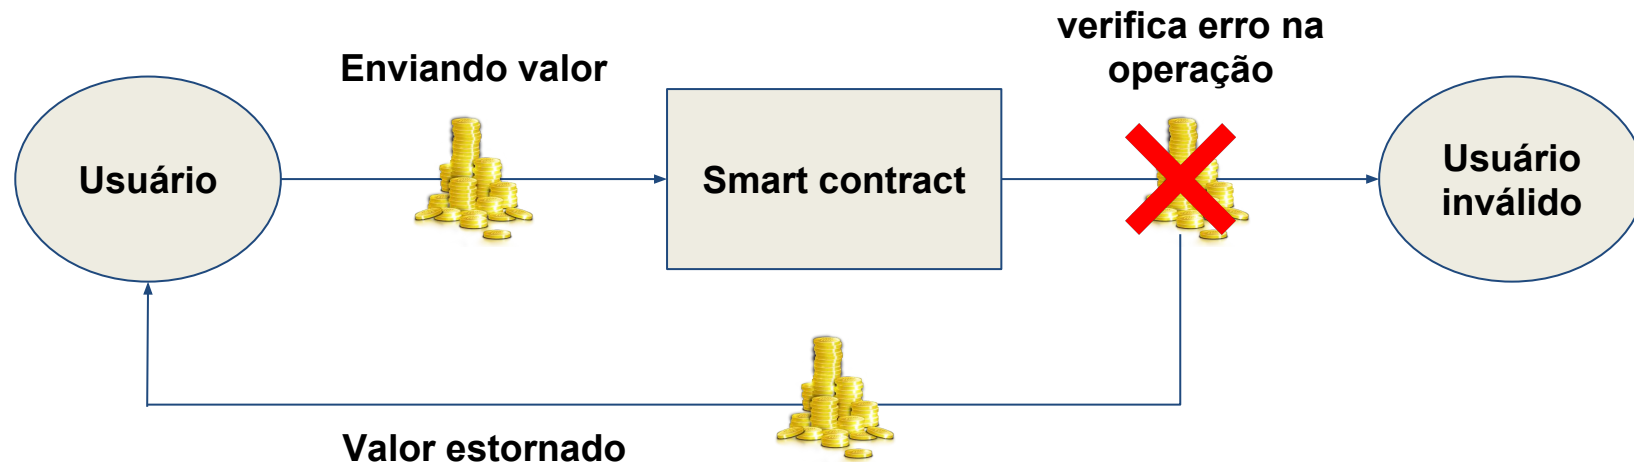 Enviando valor
verifica erro na
operação
Usuário
Smart contract
Usuário
inválido
Valor estornado